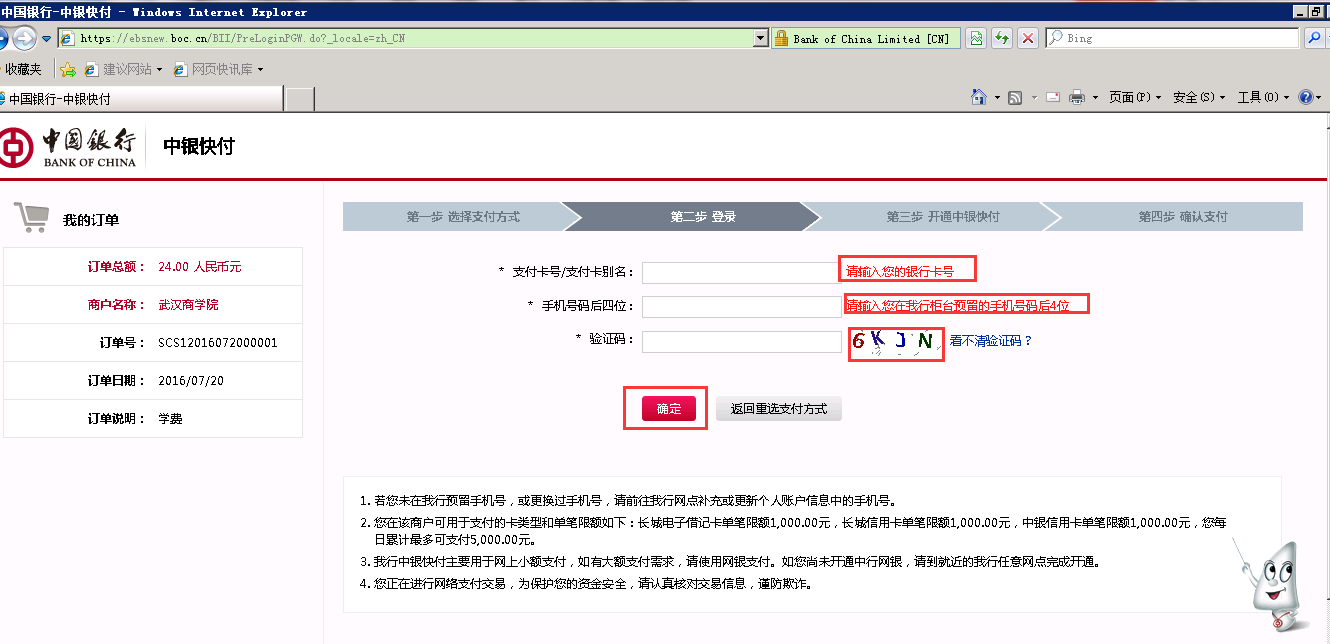 中国银行-中银快付 - Windows Internet Explorer
https://ebsnew.boc.cn/BII/PreLoginPGW.do?_locale=zh_CN
Bank of China Limited [CN]
Bing
收藏夹
建议网站
网页快讯库
中国银行-中银快付
页面(P)
安全(S)
工具(O)
中国银行
BANK OF CHINA
中银快付
我的订单
订单总额： 24.00 人民币元
商户名称： 武汉商学院
订单号： SCS12016072000001
订单日期： 2016/07/20
订单说明： 学费
第一步 选择支付方式
第二步 登录
第三步 开通中银快付
第四步 确认支付
* 支付卡号/支付卡别名：
请输入您的银行卡号
* 手机号码后四位：
请输入您在我行柜台预留的手机号码后4位
* 验证码：
6KJN
看不清验证码？
确定
返回重选支付方式
1. 若您未在我行预留手机号，或更换过手机号，请前往我行网点补充或更新个人账户信息中的手机号。
2. 您在该商户可用于支付的卡类型和单笔限额如下：长城电子借记卡单笔限额1,000.00元，长城信用卡单笔限额1,000.00元，中银信用卡单笔限额1,000.00元，您每
日累计最多可支付5,000.00元。
3. 我行中银快付主要用于网上小额支付，如有大额支付需求，请使用网银支付。如您尚未开通中行网银，请到就近的我行任意网点完成开通。
4. 您正在进行网络支付交易，为保护您的资金安全，请认真核对交易信息，谨防欺诈。